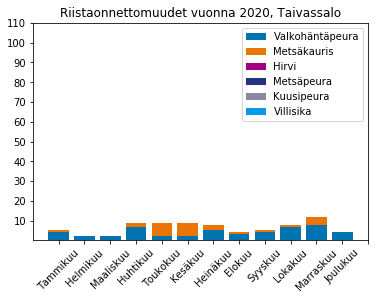 Riistaonnettomuudet vuonna 2020, Taivassalo
110
100
90
80
70
60
50
40
30
20
10
Valkohäntäpeura
Metsäkauris
Hirvi
Metsäpeura
Kuusipeura
Villisika
Tammikuu
Helmikuu
Maaliskuu
Huhtikuu
Toukokuu
Kesäkuu
Heinäkuu
Elokuu
Syyskuu
Lokakuu
Marraskuu
Joulukuu